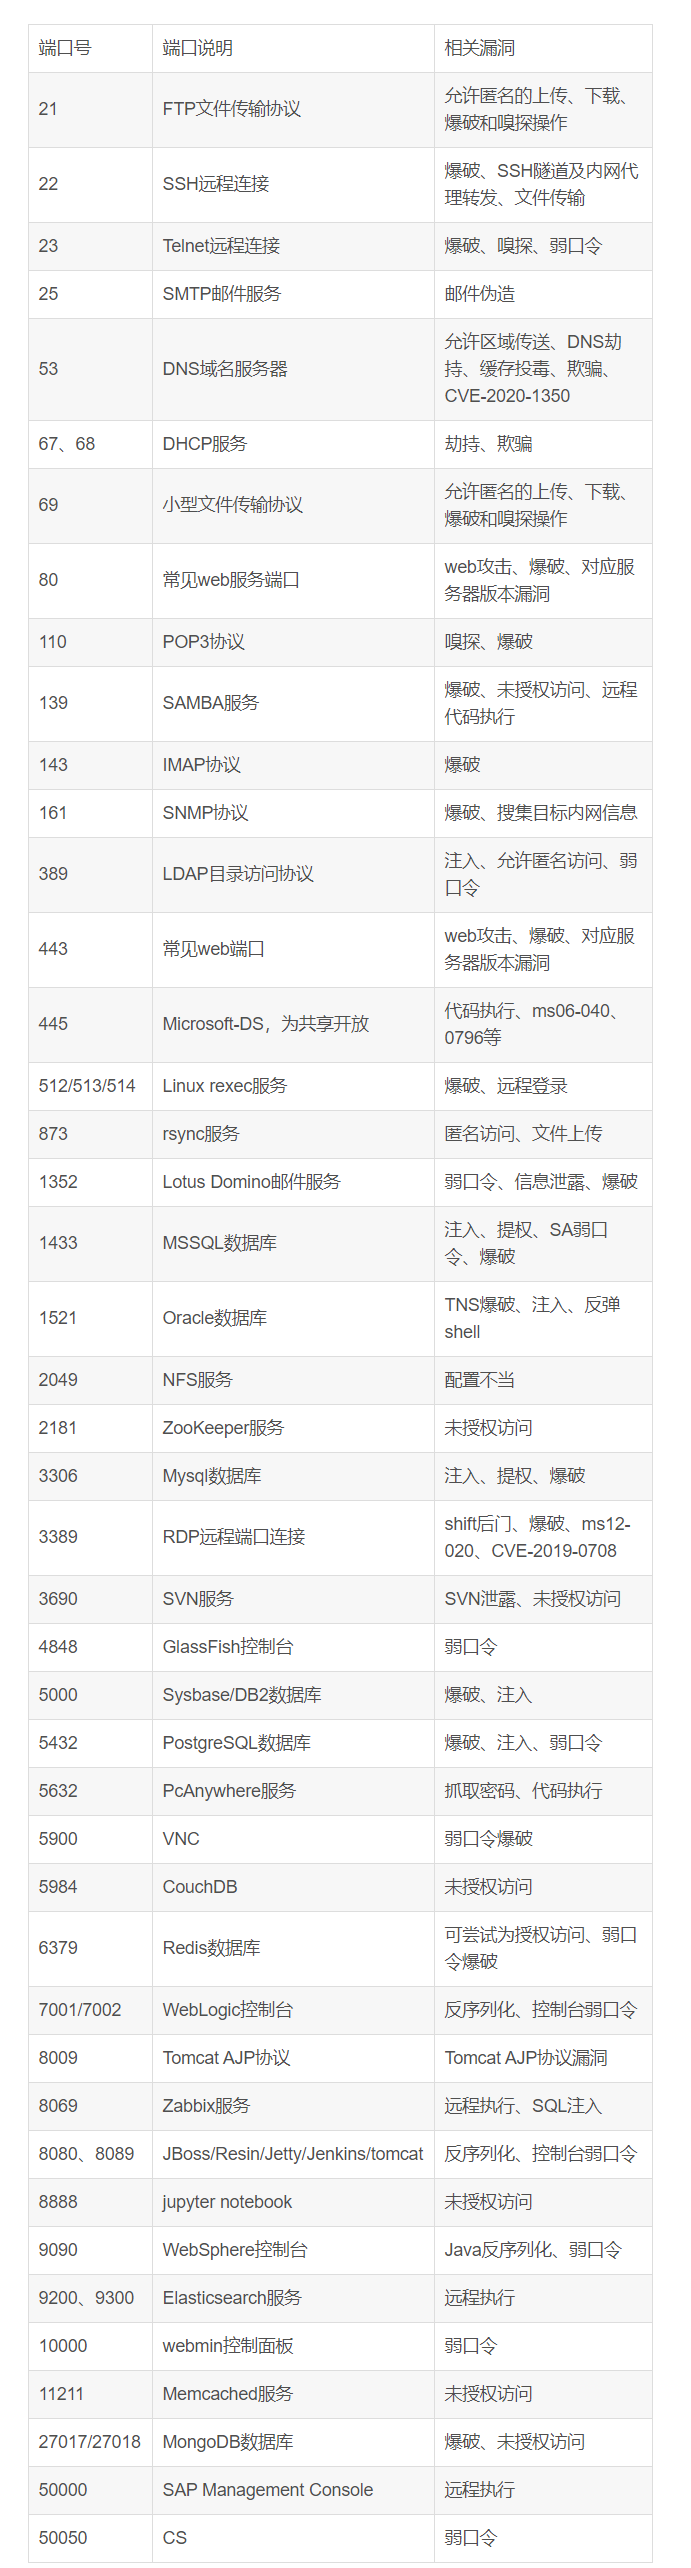 端口号 端口说明 相关漏洞
21 FTP文件传输协议 允许匿名的上传、下载、
爆破和嗅探操作
22 SSH远程连接 爆破、SSH隧道及内网代
理转发、文件传输
23 Telnet远程连接 爆破、嗅探、弱口令
25 SMTP邮件服务 邮件伪造
53 DNS域名服务器 允许区域传送、DNS劫
持、缓存投毒、欺骗、
CVE-2020-1350
67、68 DHCP服务 劫持、欺骗
69 小型文件传输协议 允许匿名的上传、下载、
爆破和嗅探操作
80 常见web服务端口 web攻击、爆破、对应服
务器版本漏洞
110 POP3协议 嗅探、爆破
139 SAMBA服务 爆破、未授权访问、远程
代码执行
143 IMAP协议 爆破
161 SNMP协议 爆破、搜集目标内网信息
389 LDAP目录访问协议 注入、允许匿名访问、弱
口令
443 常见web端口 web攻击、爆破、对应服
务器版本漏洞
445 Microsoft-DS，为共享开放 代码执行、ms06-040、
0796等
512/513/514 Linux rexec服务 爆破、远程登录
873 rsync服务 匿名访问、文件上传
1352 Lotus Domino邮件服务 弱口令、信息泄露、爆破
1433 MSSQL数据库 注入、提权、SA弱口
令、爆破
1521 Oracle数据库 TNS爆破、注入、反弹
shell
2049 NFS服务 配置不当
2181 ZooKeeper服务 未授权访问
3306 Mysql数据库 注入、提权、爆破
3389 RDP远程端口连接 shift后门、爆破、ms12-
020、CVE-2019-0708
3690 SVN服务 SVN泄露、未授权访问
4848 GlassFish控制台 弱口令
5000 Sysbase/DB2数据库 爆破、注入
5432 PostgreSQL数据库 爆破、注入、弱口令
5632 PcAnywhere服务 抓取密码、代码执行
5900 VNC 弱口令爆破
5984 CouchDB 未授权访问
6379 Redis数据库 可尝试为授权访问、弱口
令爆破
7001/7002 WebLogic控制台 反序列化、控制台弱口令
8009 Tomcat AJP协议 Tomcat AJP协议漏洞
8069 Zabbix服务 远程执行、SQL注入
8080、8089 JBoss/Resin/Jetty/Jenkins/tomcat 反序列化、控制台弱口令
8888 jupyter notebook 未授权访问
9090 WebSphere控制台 Java反序列化、弱口令
9200、9300 Elasticsearch服务 远程执行
10000 webmin控制面板 弱口令
11211 Memcached服务 未授权访问
27017/27018 MongoDB数据库 爆破、未授权访问
50000 SAP Management Console 远程执行
50050 CS 弱口令